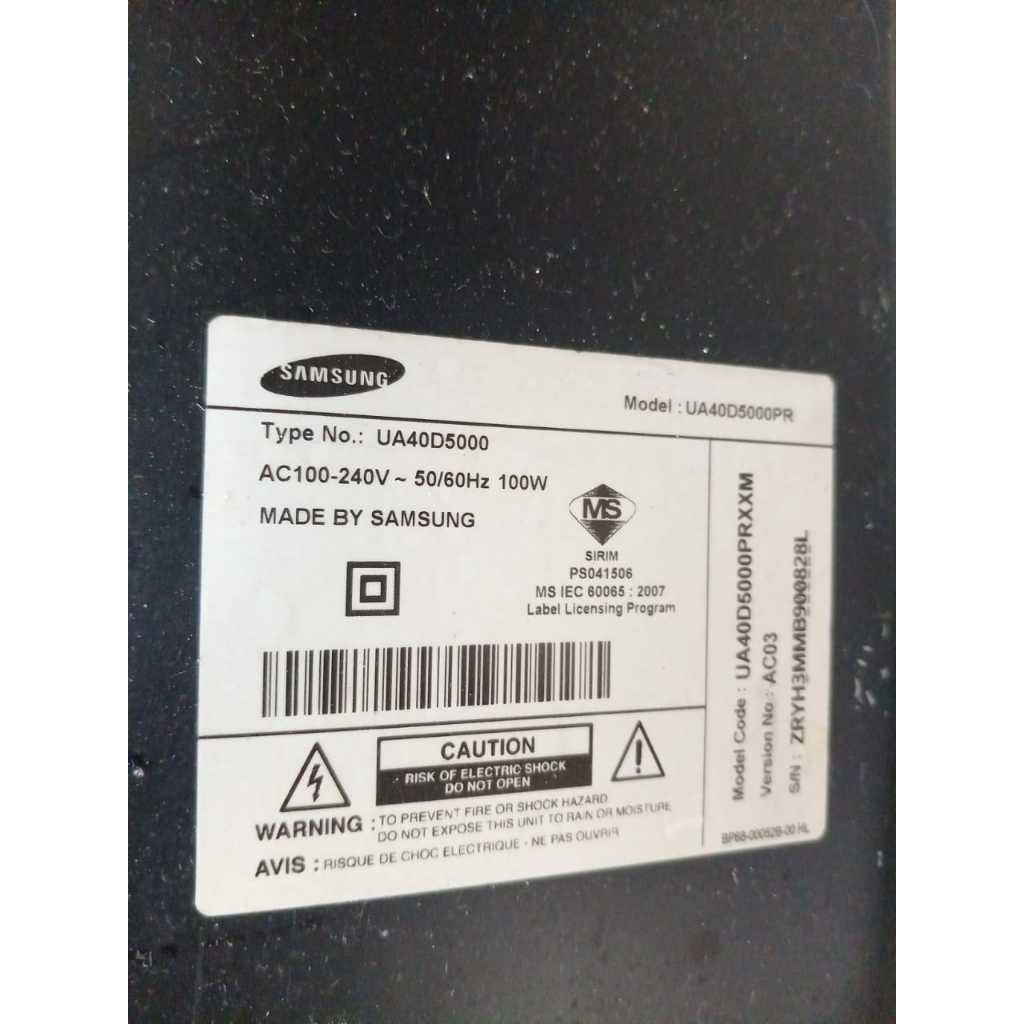 SAMSUNG
Model : UA40D5000PR
Type No.: UA40D5000
AC100-240V ~ 50/60Hz 100W
MADE BY SAMSUNG
MS
SIRIM
PS041506
MS IEC 60065 : 2007
Label Licensing Program
CAUTION
RISK OF ELECTRIC SHOCK
DO NOT OPEN
WARNING : TO PREVENT FIRE OR SHOCK HAZARD
DO NOT EXPOSE THIS UNIT TO RAIN OR MOISTURE
AVIS : RISQUE DE CHOC ELECTRIQUE - NE PAS OUVRIR
Model Code : UA40D5000PRXXM
Version No.: AC03
S/N : ZRYH3MMB900828L
BP68-00052B-00 HL